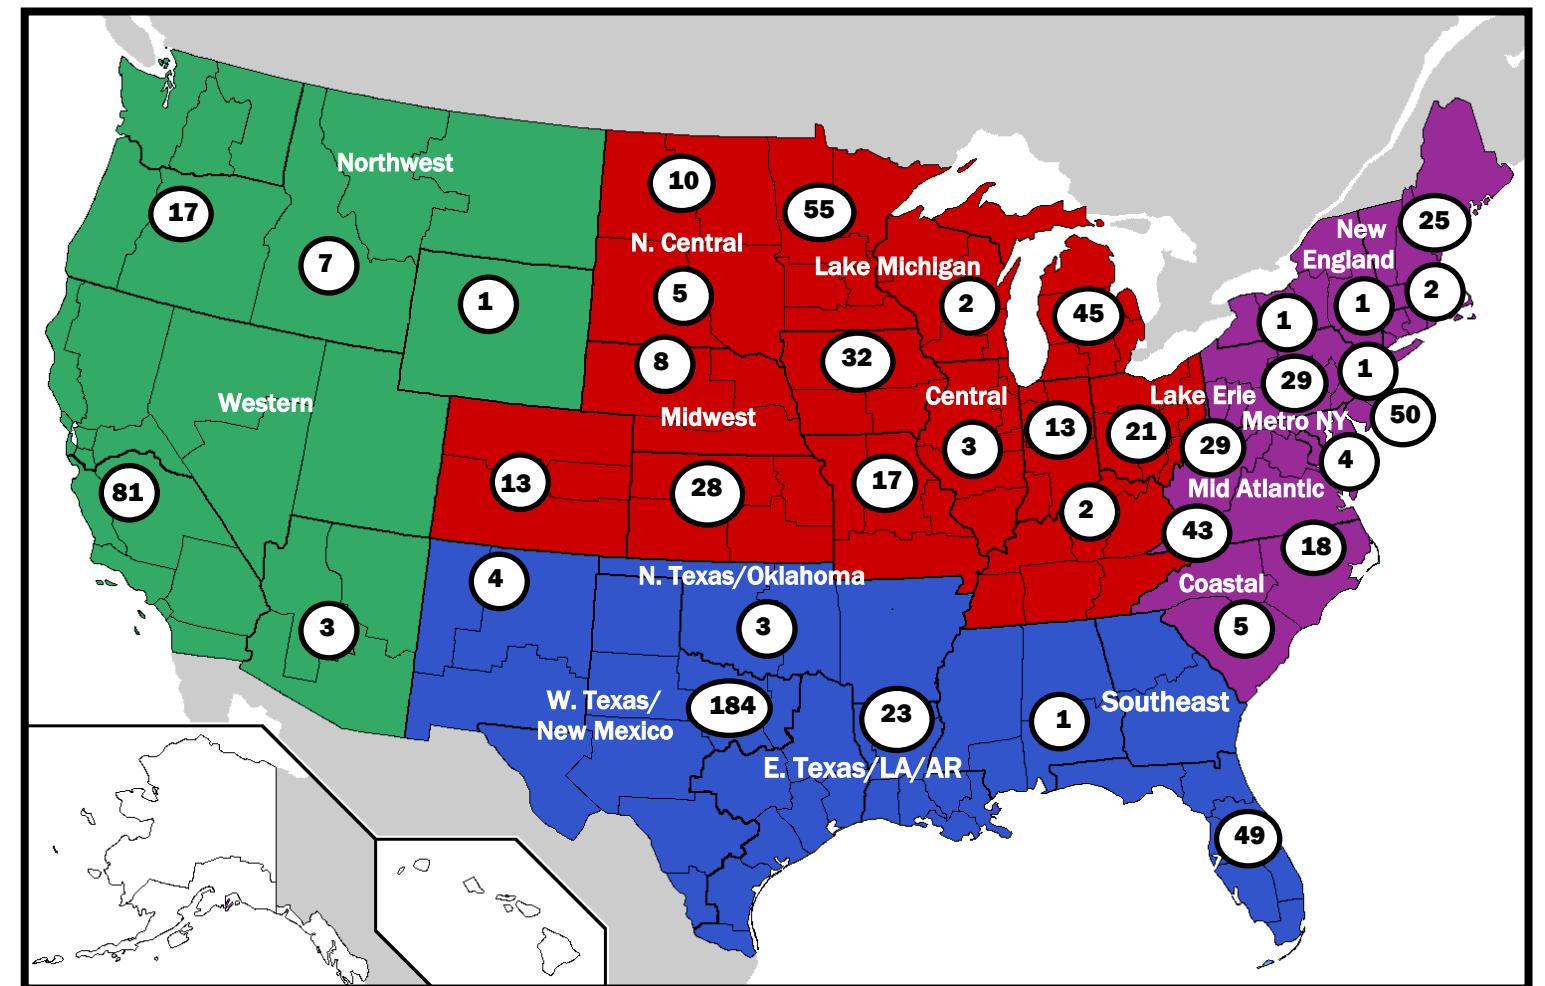 Northwest
10
55
17
25
N. Central
New
England
7
Lake Michigan
5
1
2
45
1
1
2
8
32
1
29
Western
Central
Lake Erie
Midwest
Metro NY
50
13
21
3
29
4
81
13
28
17
Mid Atlantic
2
43
18
4
N. Texas/Oklahoma
Coastal
3
3
5
W. Texas/
New Mexico
184
23
1
Southeast
E. Texas/LA/AR
49